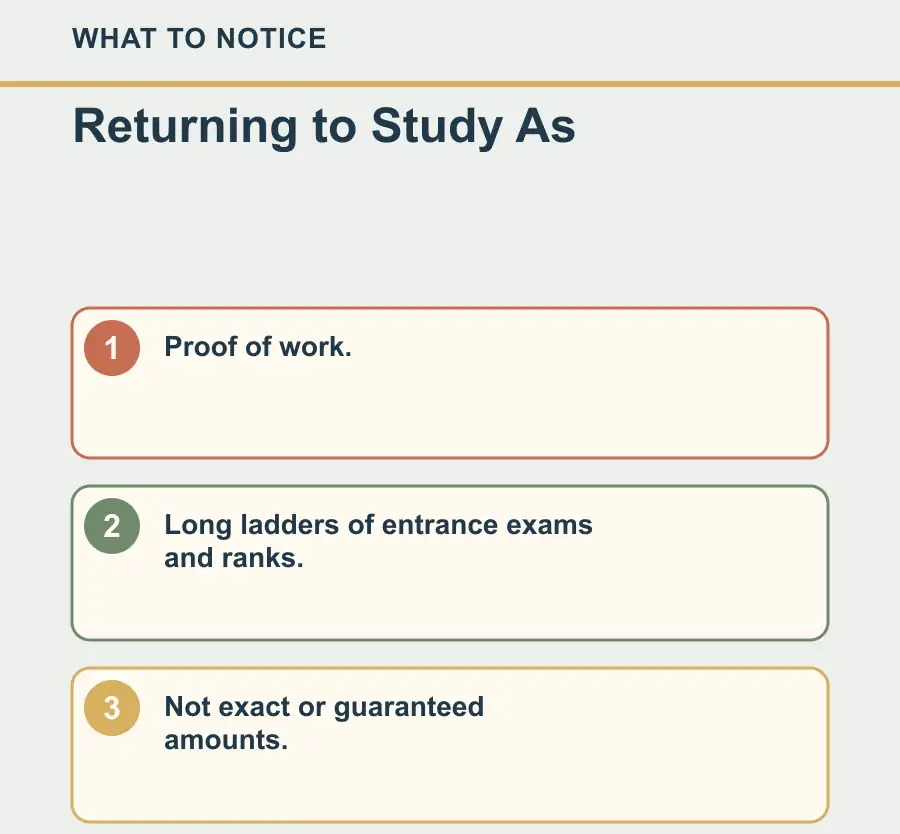 WHAT TO NOTICE
Returning to Study As
1
Proof of work.
2
Long ladders of entrance exams
and ranks.
3
Not exact or guaranteed
amounts.